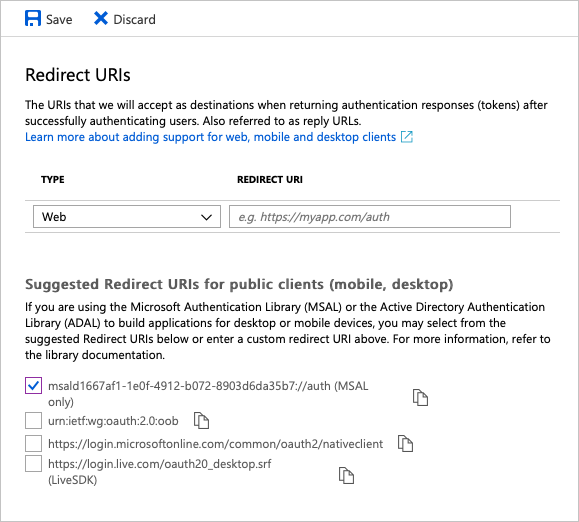 Save Discard
Redirect URIs
The URIs that we will accept as destinations when returning authentication responses (tokens) after
successfully authenticating users. Also referred to as reply URLs.
Learn more about adding support for web, mobile and desktop clients
TYPE REDIRECT URI
Web e.g. https://myapp.com/auth
Suggested Redirect URIs for public clients (mobile, desktop)
If you are using the Microsoft Authentication Library (MSAL) or the Active Directory Authentication
Library (ADAL) to build applications for desktop or mobile devices, you may select from the
suggested Redirect URIs below or enter a custom redirect URI above. For more information, refer to
the library documentation.
msald1667af1-1e0f-4912-b072-8903d6da35b7://auth (MSAL
only)
urn:ietf:wg:oauth:2.0:oob
https://login.microsoftonline.com/common/oauth2/nativeclient
https://login.live.com/oauth20_desktop.srf
(LiveSDK)